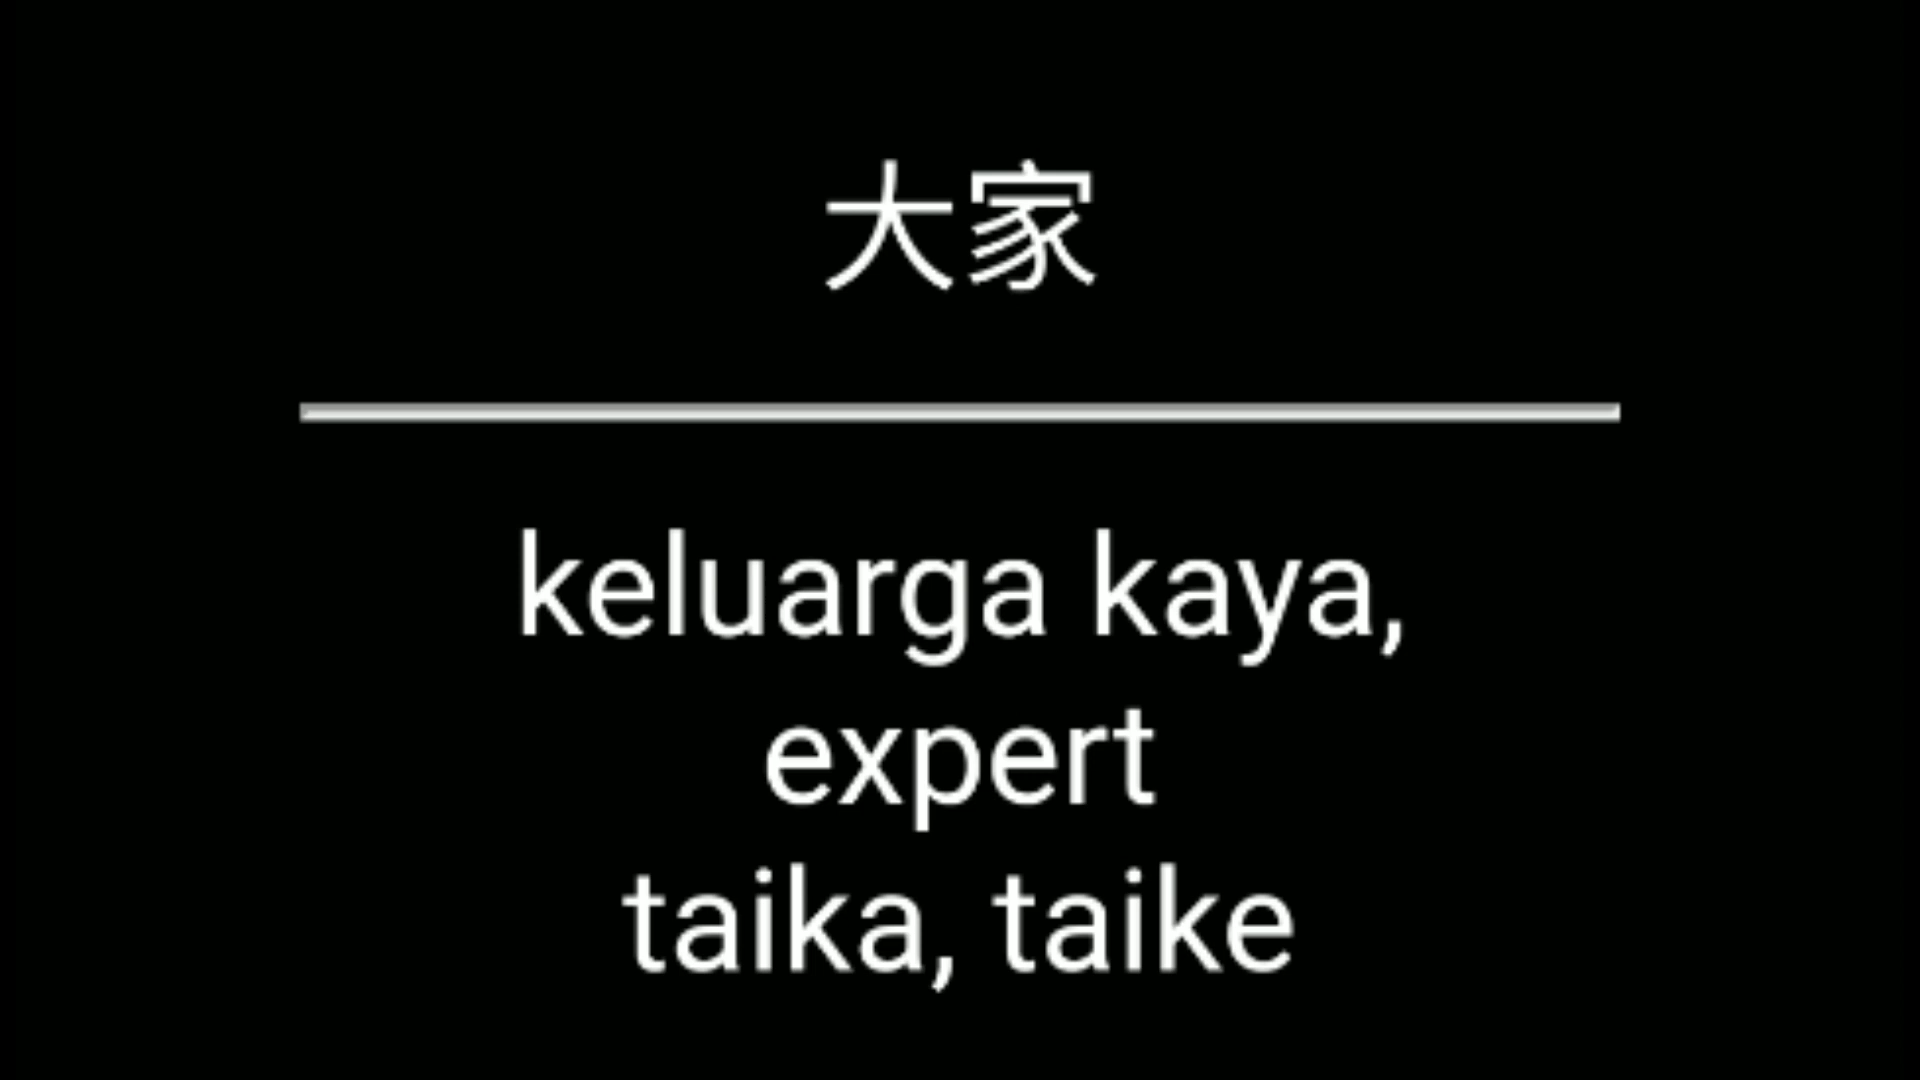 大家
keluarga kaya,
expert
taika, taike